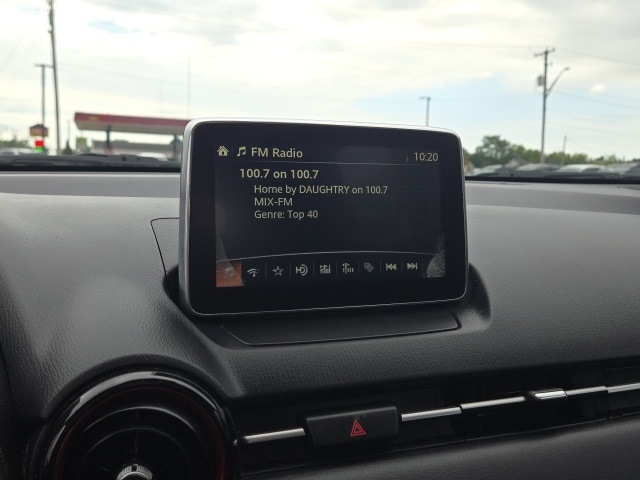 FM Radio 10:20
100.7 on 100.7
Home by DAUGHTRY on 100.7
MIX-FM
Genre: Top 40
HD